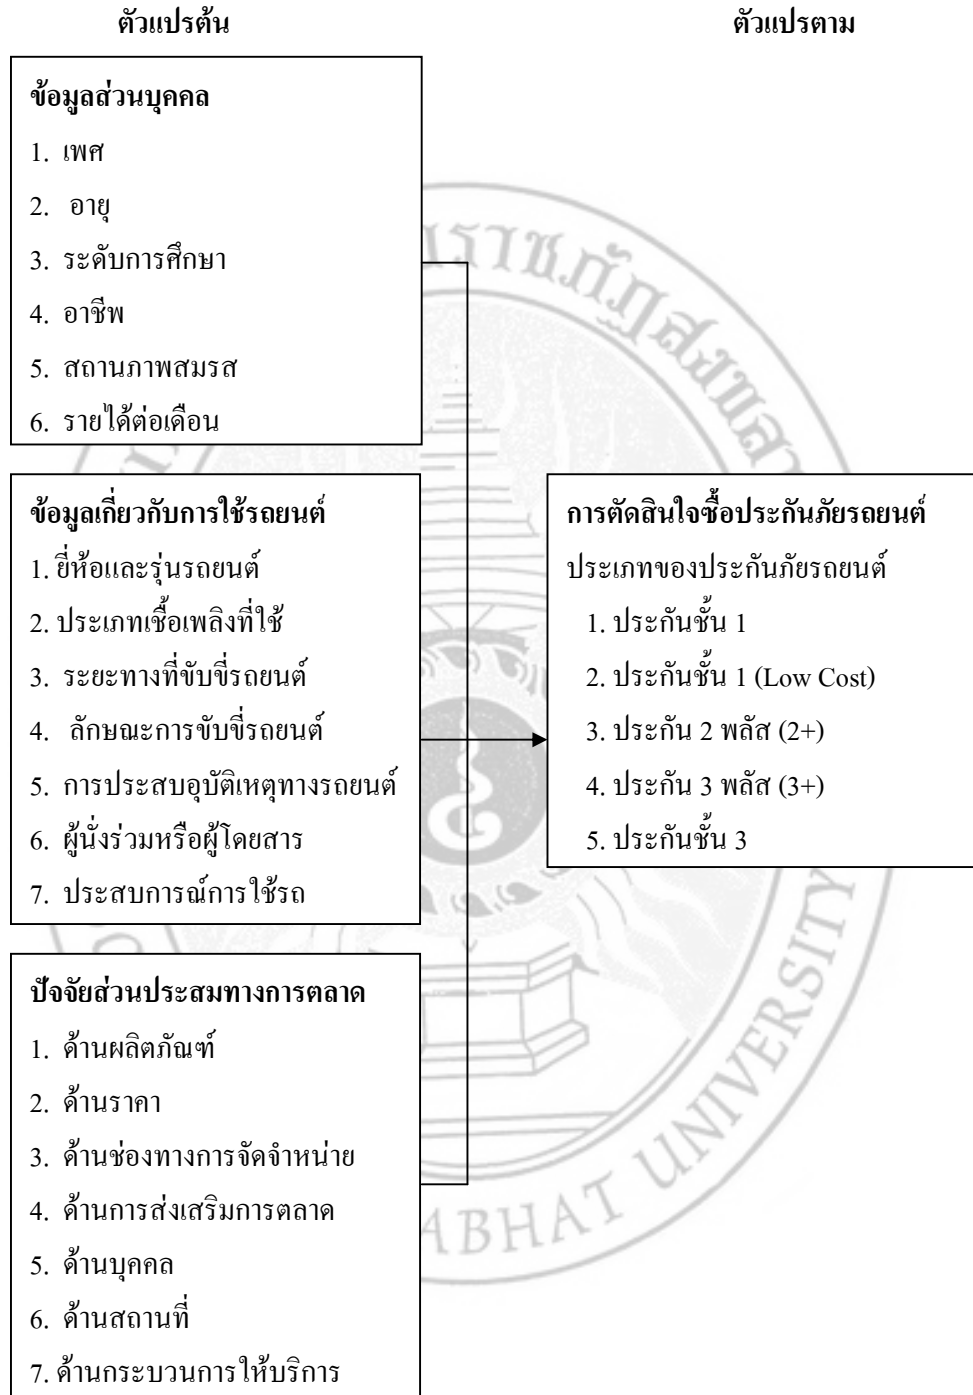 ตัวแปรต้น
ตัวแปรตาม
ข้อมูลส่วนบุคคล
1. เพศ
2. อายุ
3. ระดับการศึกษา
4. อาชีพ
5. สถานภาพสมรส
6. รายได้ต่อเดือน
ข้อมูลเกี่ยวกับการใช้รถยนต์
1. ยี่ห้อและรุ่นรถยนต์
2. ประเภทเชื้อเพลิงที่ใช้
3. ระยะทางที่ขับขี่รถยนต์
4. ลักษณะการขับขี่รถยนต์
5. การประสบอุบัติเหตุทางรถยนต์
6. ผู้นั่งร่วมหรือผู้โดยสาร
7. ประสบการณ์การใช้รถ
ปัจจัยส่วนประสมทางการตลาด
1. ด้านผลิตภัณฑ์
2. ด้านราคา
3. ด้านช่องทางการจัดจำหน่าย
4. ด้านการส่งเสริมการตลาด
5. ด้านบุคคล
6. ด้านสถานที่
7. ด้านกระบวนการให้บริการ
การตัดสินใจซื้อประกันภัยรถยนต์
ประเภทของประกันภัยรถยนต์
1. ประกันชั้น 1
2. ประกันชั้น 1 (Low Cost)
3. ประกัน 2 พลัส (2+)
4. ประกัน 3 พลัส (3+)
5. ประกันชั้น 3
ราชภัฏสงขลา
ABHAT UNIVERSITY